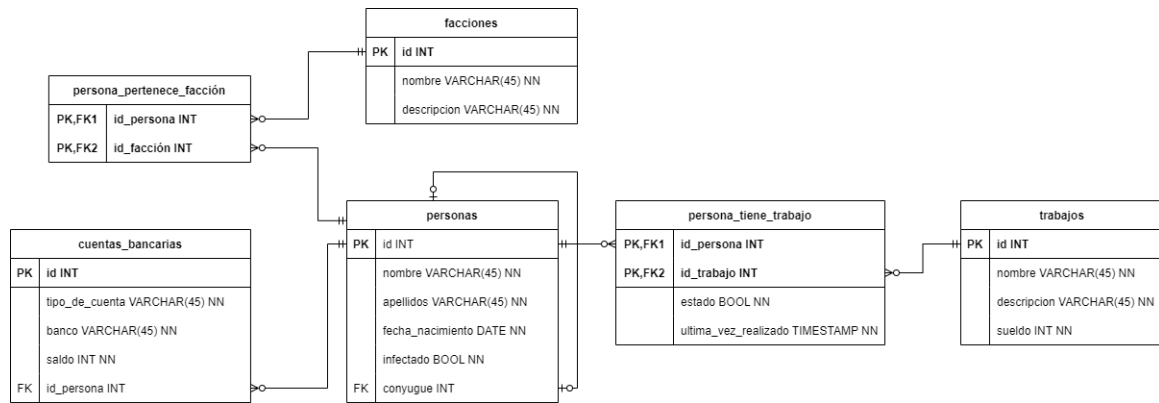 facciones
PK id INT
nombre VARCHAR(45) NN
descripcion VARCHAR(45) NN
persona_pertenece_facción
PK,FK1 id_persona INT
PK,FK2 id_facción INT
cuentas_bancarias
PK id INT
tipo_de_cuenta VARCHAR(45) NN
banco VARCHAR(45) NN
saldo INT NN
FK id_persona INT
personas
PK id INT
nombre VARCHAR(45) NN
apellidos VARCHAR(45) NN
fecha_nacimiento DATE NN
infectado BOOL NN
FK conyugue INT
persona_tiene_trabajo
PK,FK1 id_persona INT
PK,FK2 id_trabajo INT
estado BOOL NN
ultima_vez_realizado TIMESTAMP NN
trabajos
PK id INT
nombre VARCHAR(45) NN
descripcion VARCHAR(45) NN
sueldo INT NN